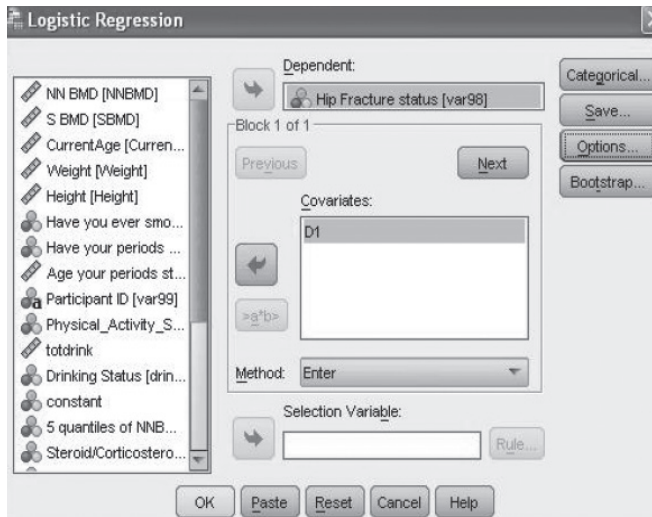 Logistic Regression
NN BMD [NNBMD]
S BMD [SBMD]
CurrentAge [Curren...
Weight [Weight]
Height [Height]
Have you ever smo...
Have your periods ...
Age your periods st...
Participant ID [var99]
Physical_Activity_S...
totdrink
Drinking Status [drin...
constant
5 quantiles of NNB...
Steroid/Corticostero...
Dependent:
Hip Fracture status [var98]
Block 1 of 1
Previous
Next
Covariates:
D1
>a*b>
Method:
Enter
Selection Variable:
Rule...
Categorical...
Save...
Options...
Bootstrap...
OK
Paste
Reset
Cancel
Help